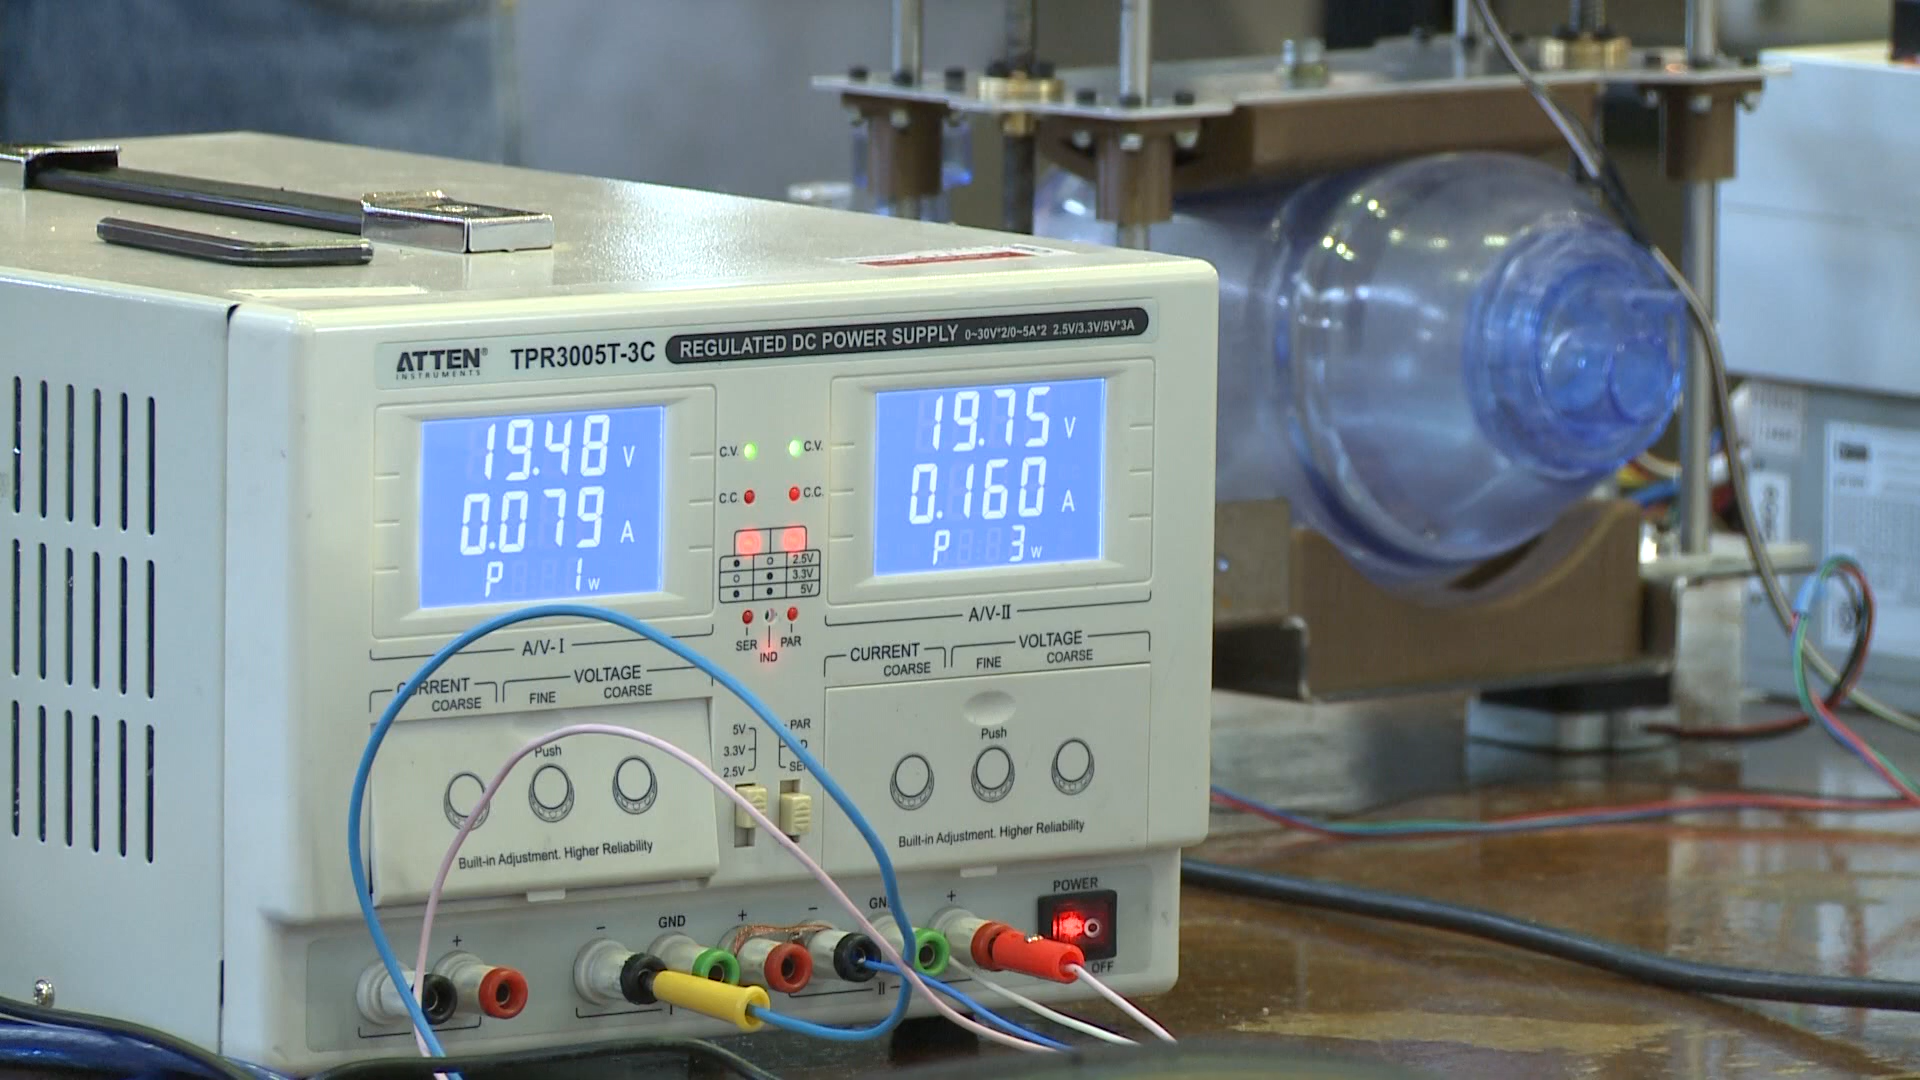 ATTEN®
INSTRUMENTS
TPR3005T-3C
REGULATED DC POWER SUPPLY 0~30V*2/0~5A*2 2.5V/3.3V/5V*3A
19.48 V
0.079 A
P 1 W
C.V. C.V.
C.C. C.C.
2.5V
3.3V
5V
SER IND PAR
19.75 V
0.160 A
P 3 W
A/V-I
A/V-II
CURRENT
COARSE
VOLTAGE
FINE COARSE
CURRENT
COARSE
VOLTAGE
FINE COARSE
Push
Built-in Adjustment. Higher Reliability
5V
3.3V
2.5V
PAR
Push
Built-in Adjustment. Higher Reliability
+ - GND + - GND +
II
POWER
OFF